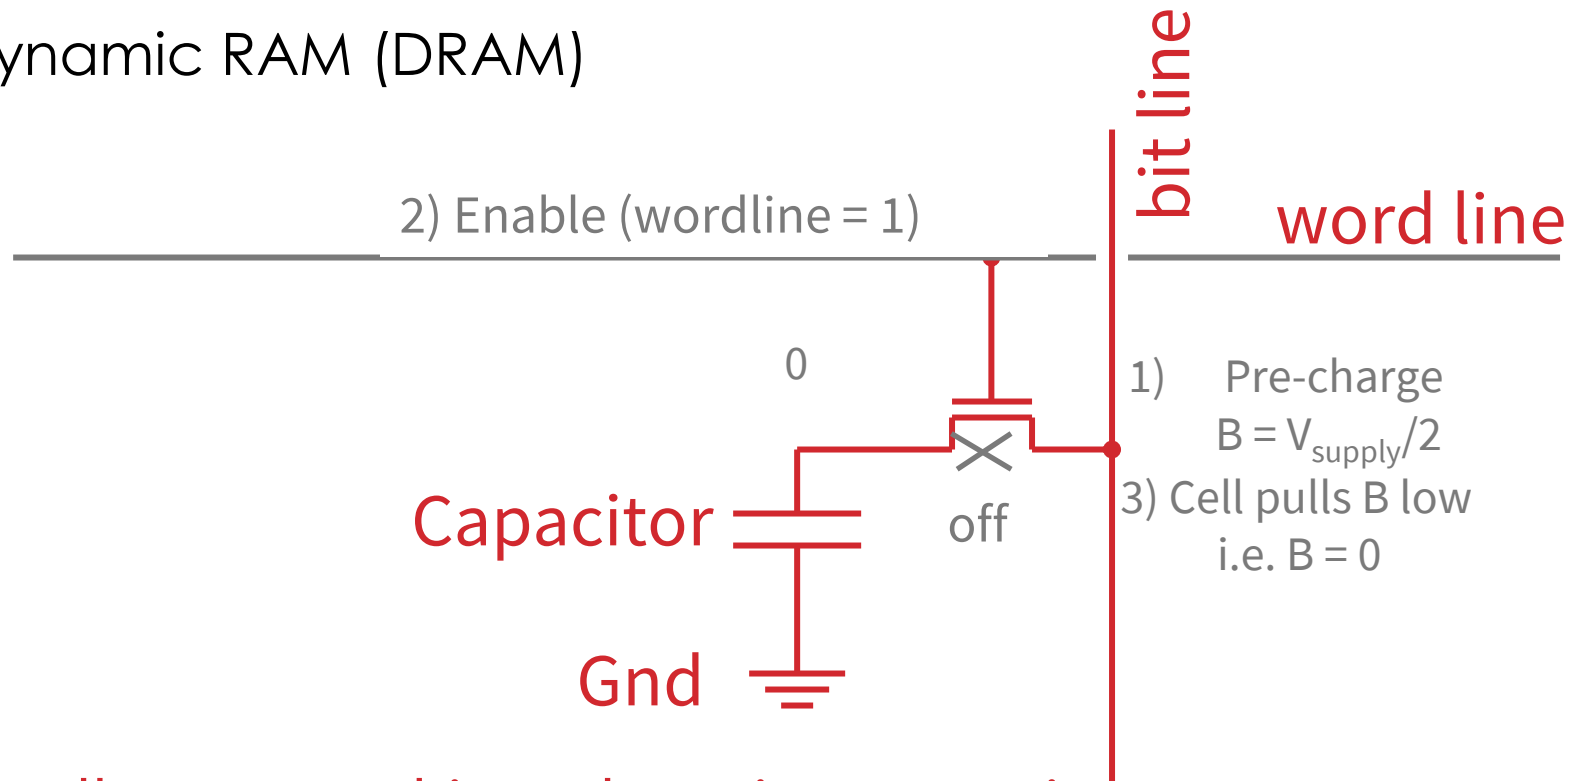 ynamic RAM (DRAM)
bit line
2) Enable (wordline = 1)
word line
0
1) Pre-charge
B = Vsupply/2
3) Cell pulls B low
i.e. B = 0
Capacitor
off
Gnd